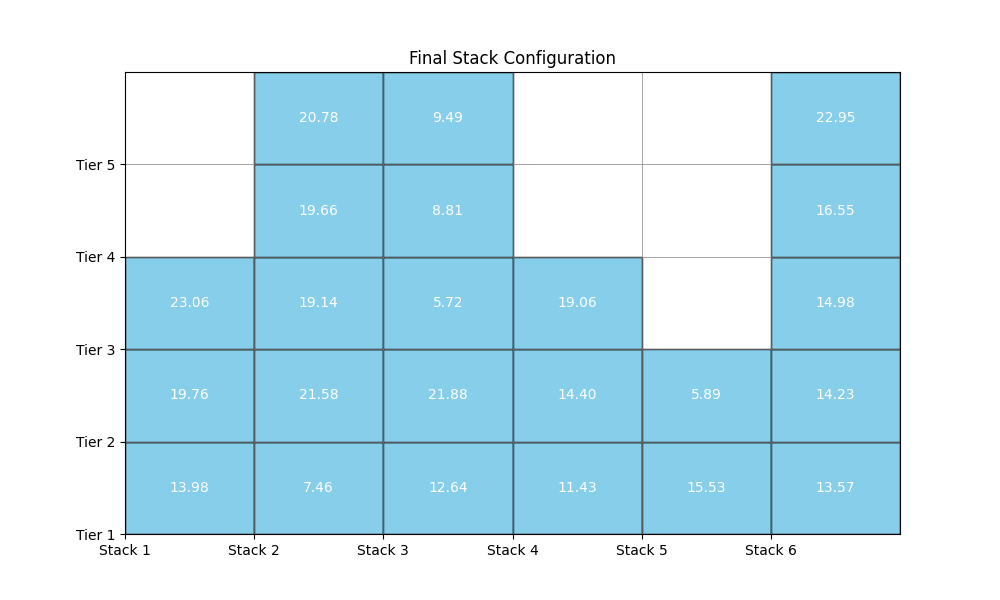 Final Stack Configuration
20.78 9.49 22.95
Tier 5
19.66 8.81 16.55
Tier 4
23.06 19.14 5.72 19.06 14.98
Tier 3
19.76 21.58 21.88 14.40 5.89 14.23
Tier 2
13.98 7.46 12.64 11.43 15.53 13.57
Tier 1
Stack 1 Stack 2 Stack 3 Stack 4 Stack 5 Stack 6